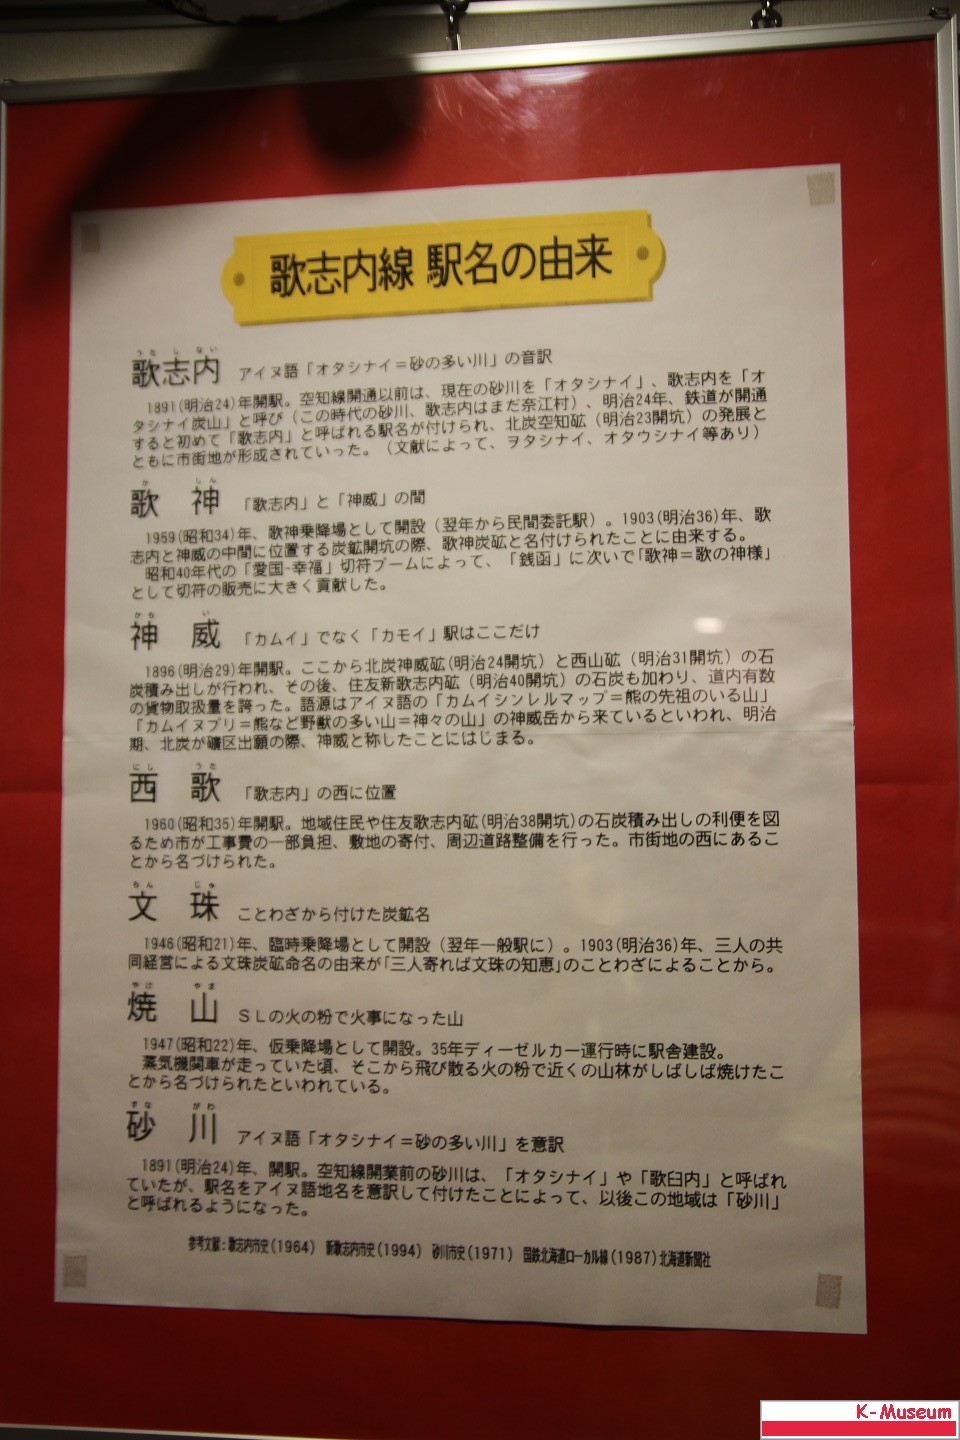 歌志内線 駅名の由来
うた し ない
歌志内 アイヌ語「オタシナイ＝砂の多い川」の音訳
1891(明治24)年開駅。空知線開通以前は、現在の砂川を「オタシナイ」、歌志内を「オ
タシナイ炭山」と呼び（この時代の砂川、歌志内はまだ奈江村）、明治24年、鉄道が開通
すると初めて「歌志内」と呼ばれる駅名が付けられ、北炭空知砿（明治23開坑）の発展と
ともに市街地が形成されていった。（文献によって、ヲタシナイ、オタウシナイ等あり）
か しん
歌 神 「歌志内」と「神威」の間
1959(昭和34)年、歌神乗降場として開設（翌年から民間委託駅）。1903(明治36)年、歌
志内と神威の中間に位置する炭鉱開坑の際、歌神炭砿と名付けられたことに由来する。
昭和40年代の「愛国-幸福」切符ブームによって、「銭函」に次いで「歌神＝歌の神様」
として切符の販売に大きく貢献した。
かも い
神 威 「カムイ」でなく「カモイ」駅はここだけ
1896(明治29)年開駅。ここから北炭神威砿(明治24開坑）と西山砿（明治31開坑）の石
炭積み出しが行われ、その後、住友新歌志内砿（明治40開坑）の石炭も加わり、道内有数
の貨物取扱量を誇った。語源はアイヌ語の「カムイシンレルマップ＝熊の先祖のいる山」
「カムイヌプリ＝熊など野獣の多い山＝神々の山」の神威岳から来ているといわれ、明治
期、北炭が礦区出願の際、神威と称したことにはじまる。
にし うた
西 歌 「歌志内」の西に位置
1960(昭和35)年開駅。地域住民や住友歌志内砿(明治38開坑)の石炭積み出しの利便を図
るため市が工事費の一部負担、敷地の寄付、周辺道路整備を行った。市街地の西にあるこ
とから名づけられた。
もん じゅ
文 珠 ことわざから付けた炭鉱名
1946(昭和21)年、臨時乗降場として開設（翌年一般駅に）。1903(明治36)年、三人の共
同経営による文珠炭砿命名の由来が「三人寄れば文珠の知恵」のことわざによることから。
やけ やま
焼 山 ＳＬの火の粉で火事になった山
1947(昭和22)年、仮乗降場として開設。35年ディーゼルカー運行時に駅舎建設。
蒸気機関車が走っていた頃、そこから飛び散る火の粉で近くの山林がしばしば焼けたこ
とから名づけられたといわれている。
すな がわ
砂 川 アイヌ語「オタシナイ＝砂の多い川」を意訳
1891(明治24)年、開駅。空知線開業前の砂川は、「オタシナイ」や「歌臼内」と呼ばれ
ていたが、駅名をアイヌ語地名を意訳して付けたことによって、以後この地域は「砂川」
と呼ばれるようになった。
参考文献：歌志内市史(1964) 新歌志内市史(1994) 砂川市史(1971) 国鉄北海道ローカル線(1987)北海道新聞社
K-Museum